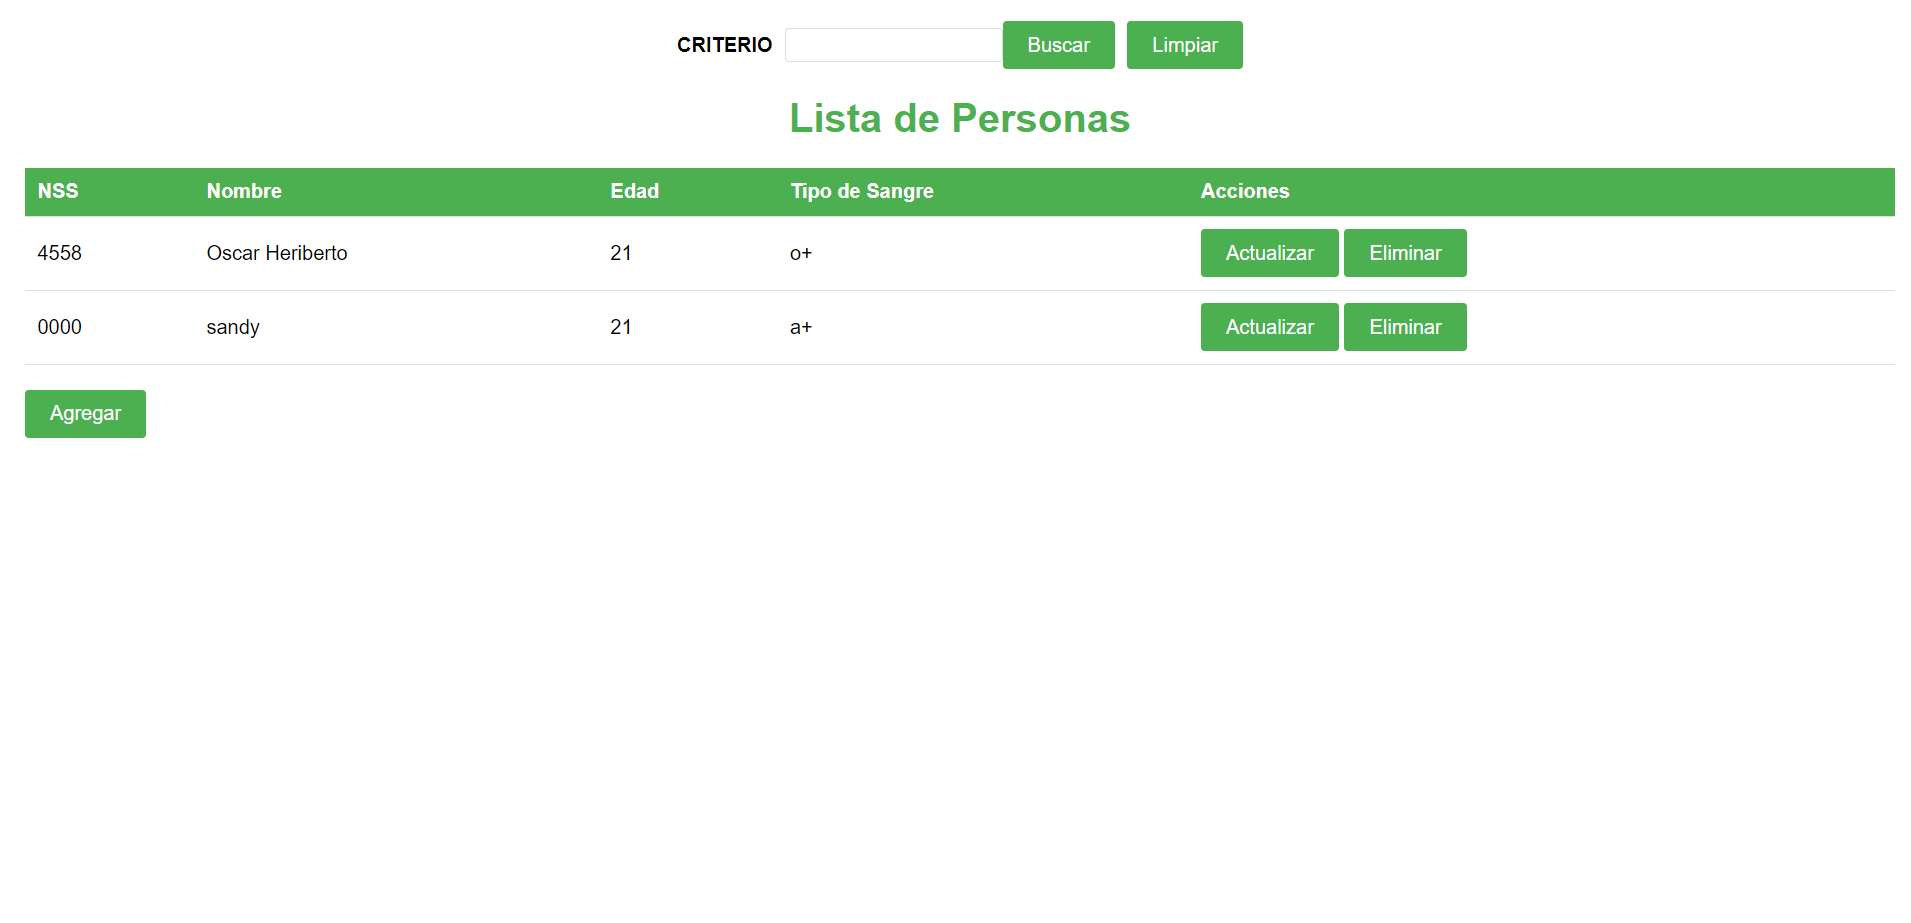 CRITERIO Buscar Limpiar
Lista de Personas
NSS Nombre Edad Tipo de Sangre Acciones
4558 Oscar Heriberto 21 o+ Actualizar Eliminar
0000 sandy 21 a+ Actualizar Eliminar
Agregar